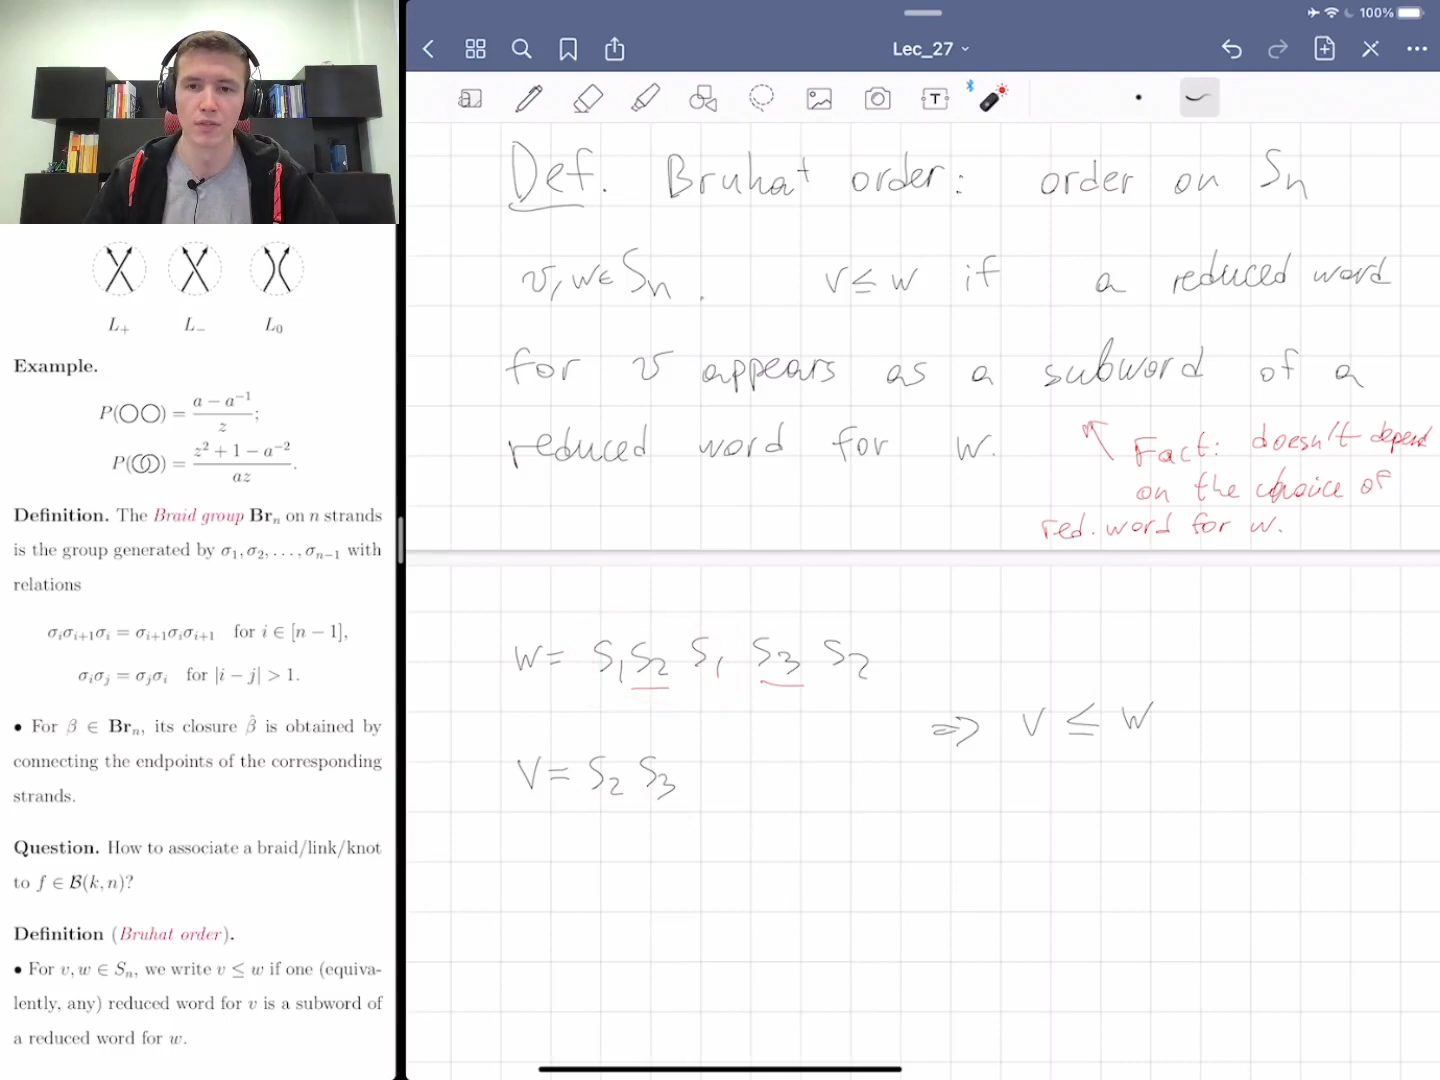 100%
Lec_27
T
L₊ L₋ L₀
Example.
P(◯◯) = \frac{a − a^{−1}}{z};
P(⚭) = \frac{z² + 1 − a^{−2}}{az}.
Definition. The Braid group Brₙ on n strands
is the group generated by σ₁, σ₂, . . . , σₙ₋₁ with
relations
σᵢσᵢ₊₁σᵢ = σᵢ₊₁σᵢσᵢ₊₁ for i ∈ [n − 1],
σᵢσⱼ = σⱼσᵢ for |i − j| > 1.
• For β ∈ Brₙ, its closure β̂ is obtained by
connecting the endpoints of the corresponding
strands.
Question. How to associate a braid/link/knot
to f ∈ 𝓑(k, n)?
Definition (Bruhat order).
• For v, w ∈ Sₙ, we write v ≤ w if one (equiva-
lently, any) reduced word for v is a subword of
a reduced word for w.
Def. Bruhat order: order on Sₙ
v, w ∈ Sₙ. v ≤ w if a reduced word
for v appears as a subword of a
reduced word for w.
Fact: doesn't depend
on the choice of
red. word for w.
w = S₁ S₂ S₁ S₃ S₂
⇒ v ≤ w
v = S₂ S₃